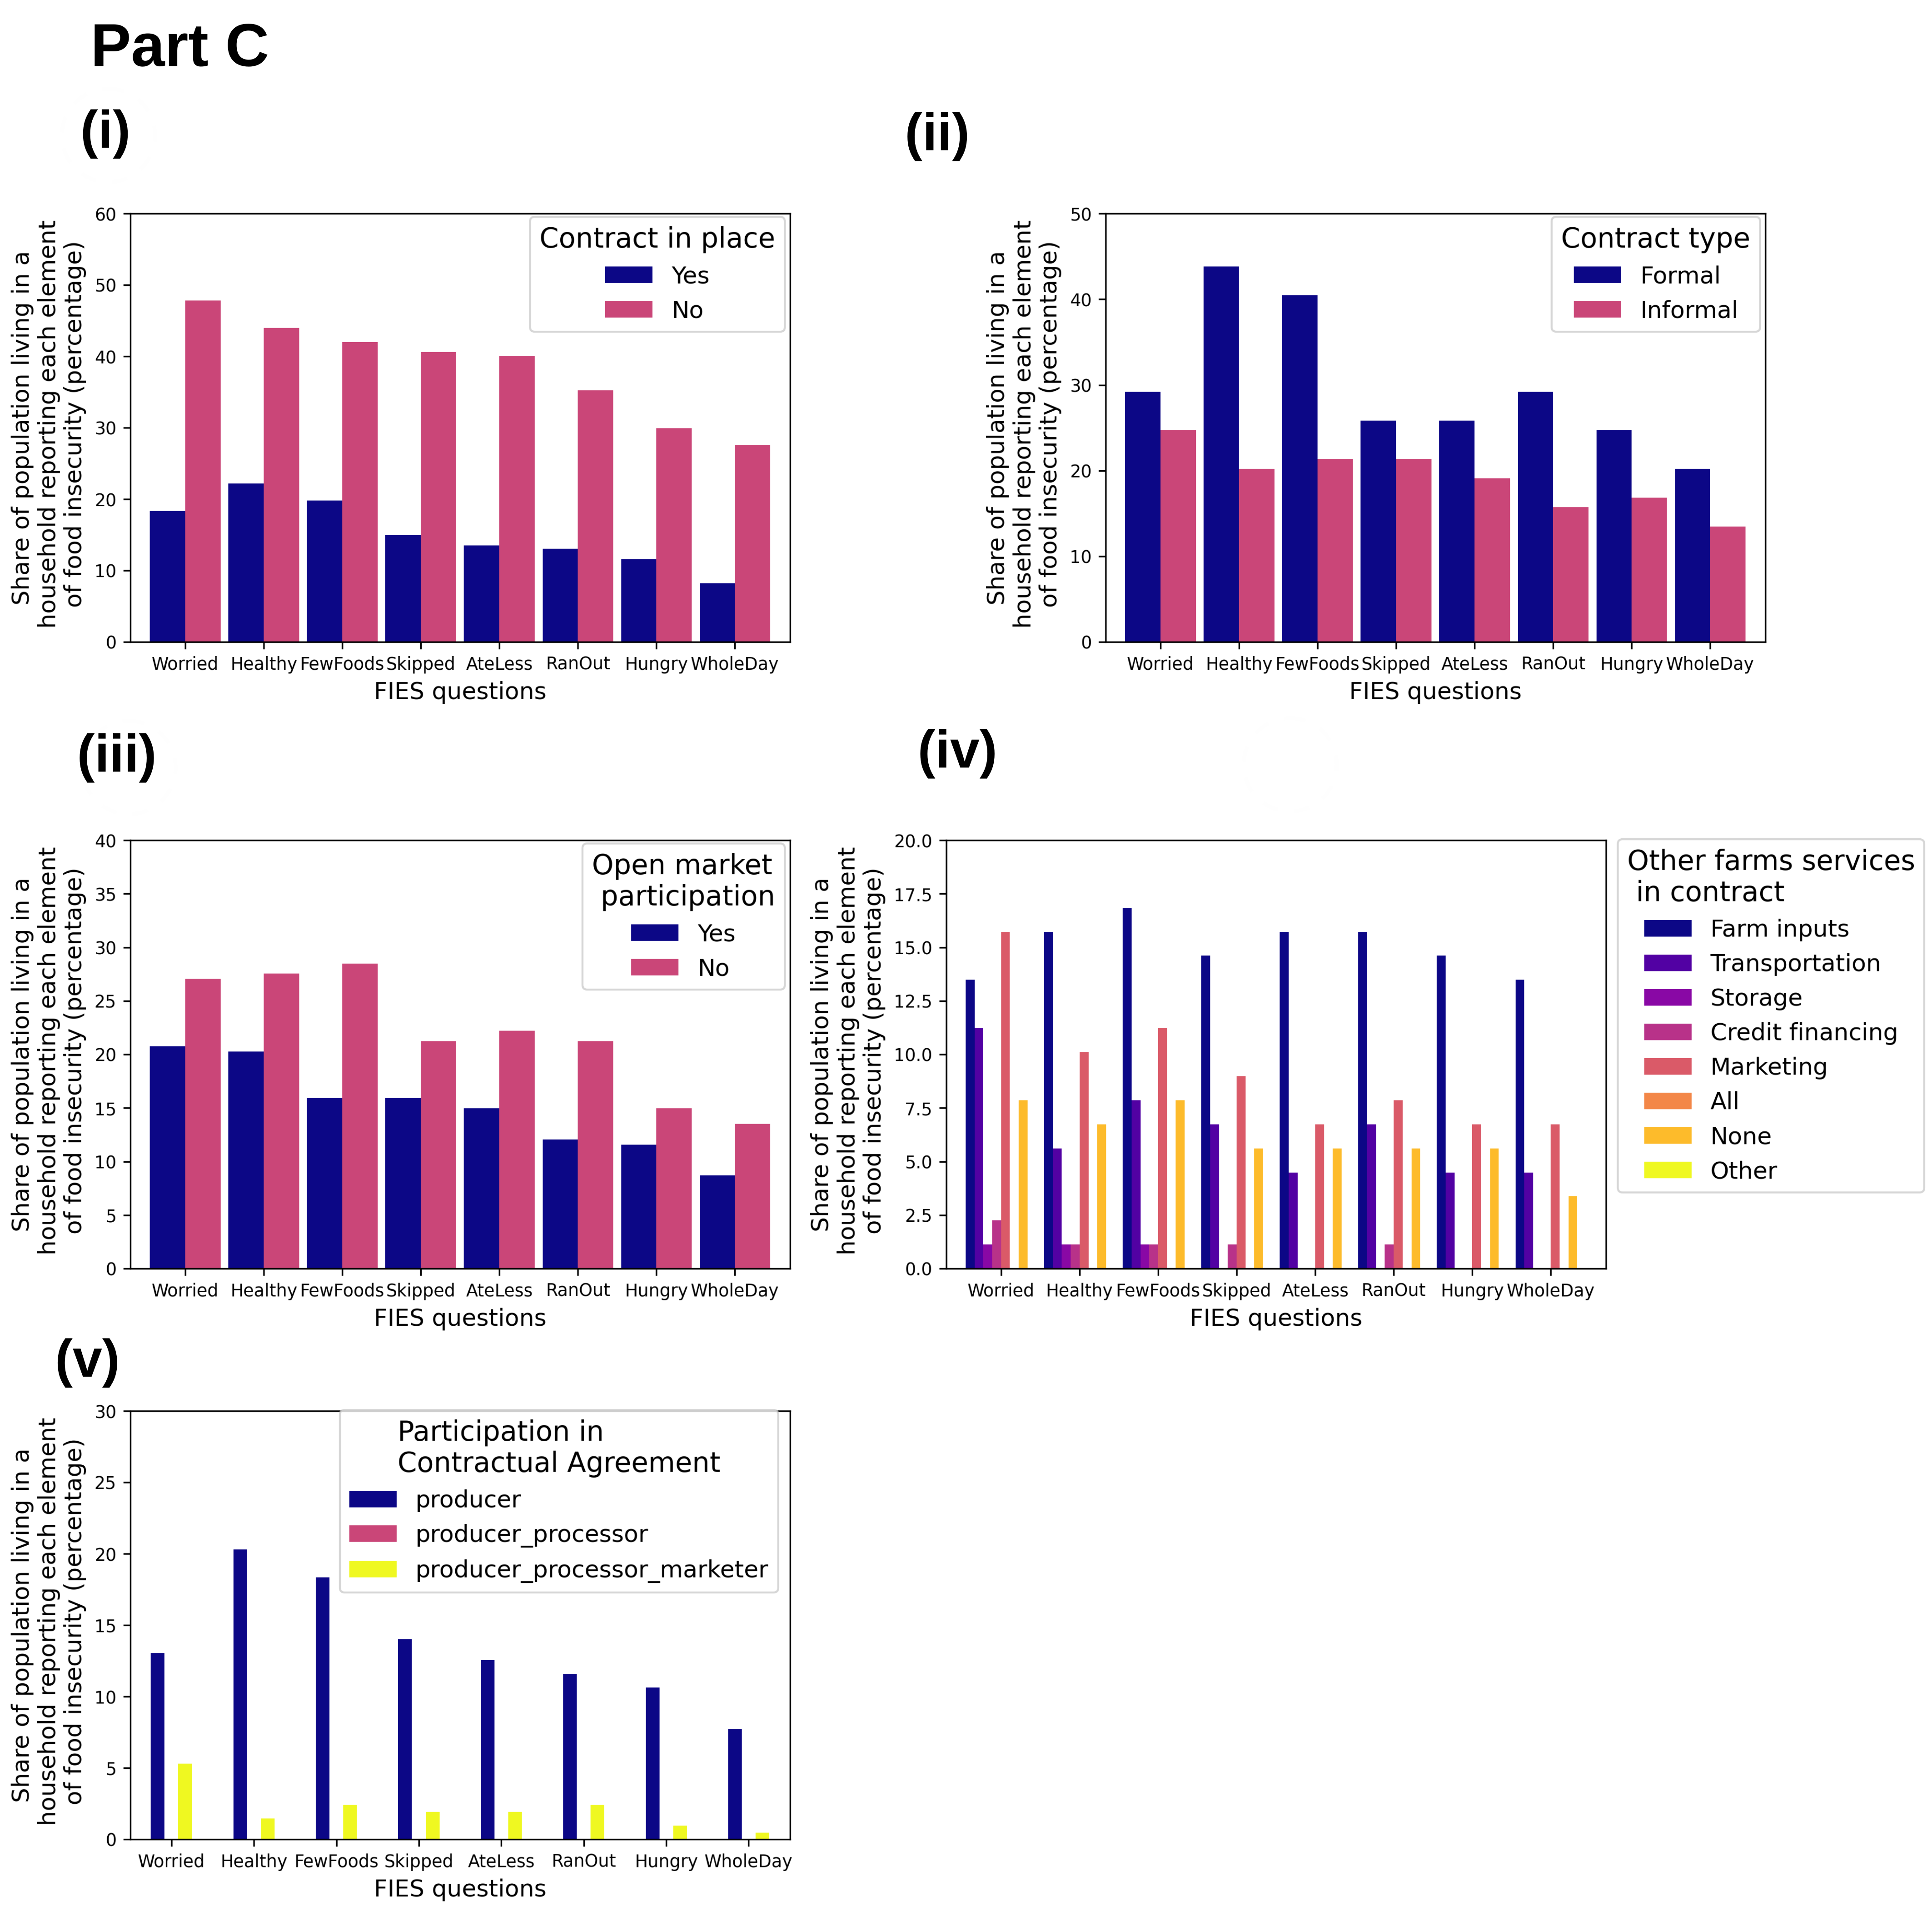 Part C
(i)
Share of population living in a
household reporting each element
of food insecurity (percentage)
60
50
40
30
20
10
0
Contract in place
Yes
No
Worried Healthy FewFoods Skipped AteLess RanOut Hungry WholeDay
FIES questions
(ii)
Share of population living in a
household reporting each element
of food insecurity (percentage)
50
40
30
20
10
0
Contract type
Formal
Informal
Worried Healthy FewFoods Skipped AteLess RanOut Hungry WholeDay
FIES questions
(iii)
Share of population living in a
household reporting each element
of food insecurity (percentage)
40
35
30
25
20
15
10
5
0
Open market
participation
Yes
No
Worried Healthy FewFoods Skipped AteLess RanOut Hungry WholeDay
FIES questions
(iv)
Share of population living in a
household reporting each element
of food insecurity (percentage)
20.0
17.5
15.0
12.5
10.0
7.5
5.0
2.5
0.0
Worried Healthy FewFoods Skipped AteLess RanOut Hungry WholeDay
FIES questions
Other farms services
in contract
Farm inputs
Transportation
Storage
Credit financing
Marketing
All
None
Other
(v)
Share of population living in a
household reporting each element
of food insecurity (percentage)
30
25
20
15
10
5
0
Participation in
Contractual Agreement
producer
producer_processor
producer_processor_marketer
Worried Healthy FewFoods Skipped AteLess RanOut Hungry WholeDay
FIES questions